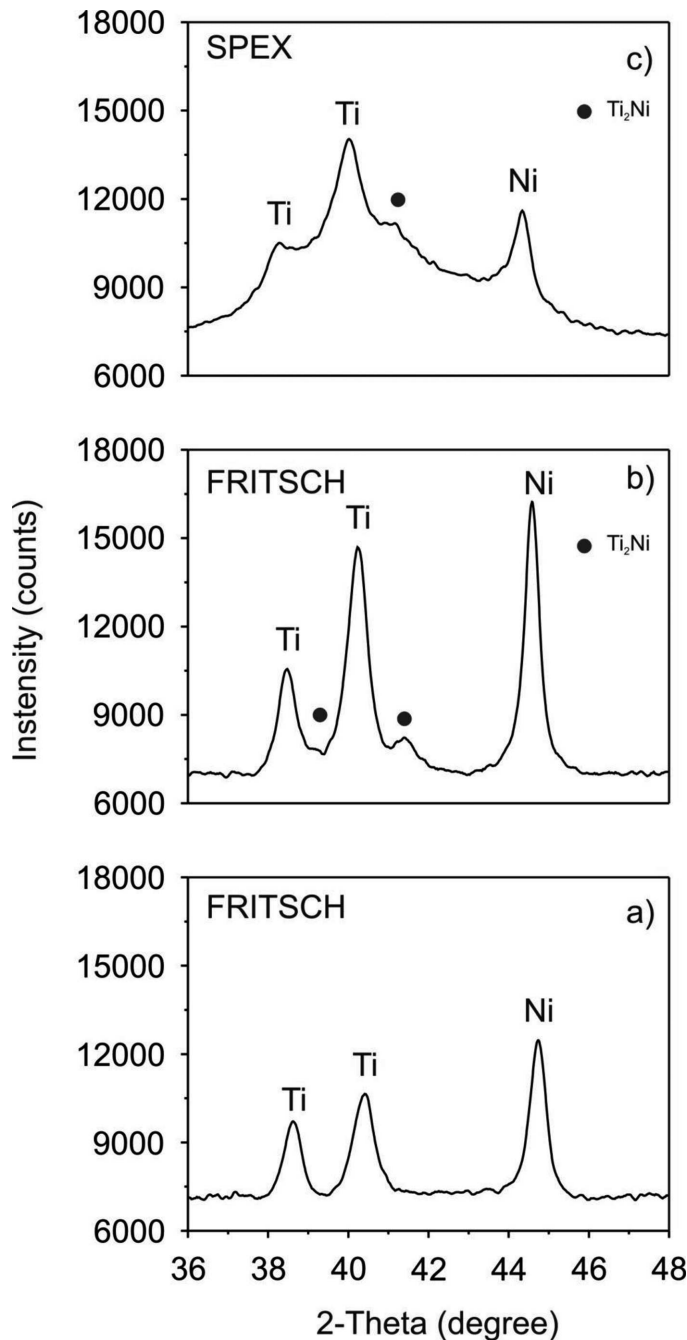 18000
SPEX
c)
15000
Ti
● Ti₂Ni
12000
Ti
Ni
9000
6000
18000
FRITSCH
b)
Ni
Ti
15000
● Ti₂Ni
12000
Ti
9000
6000
Instensity (counts)
18000
FRITSCH
a)
15000
Ni
12000
Ti
Ti
9000
6000
36 38 40 42 44 46 48
2-Theta (degree)